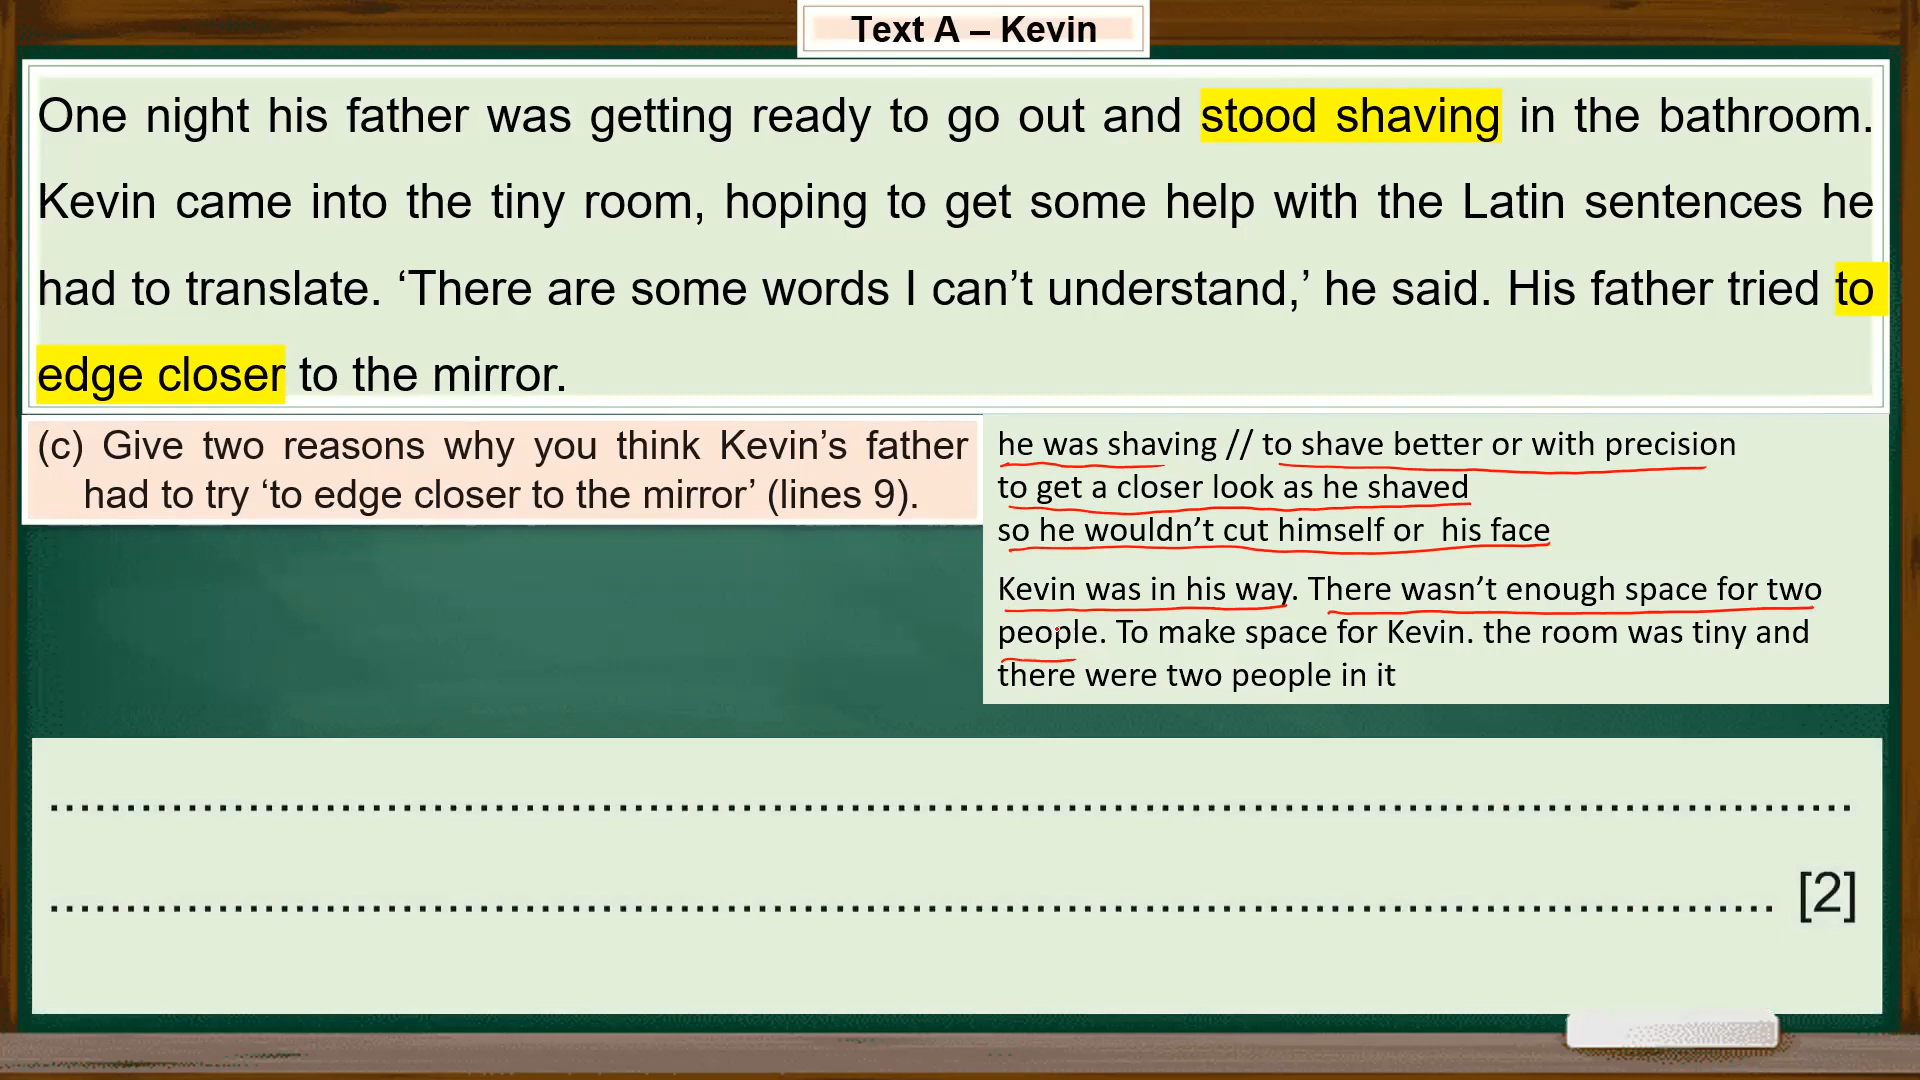 Text A – Kevin
One night his father was getting ready to go out and stood shaving in the bathroom.
Kevin came into the tiny room, hoping to get some help with the Latin sentences he
had to translate. ‘There are some words I can’t understand,’ he said. His father tried to
edge closer to the mirror.
(c) Give two reasons why you think Kevin’s father
had to try ‘to edge closer to the mirror’ (lines 9).
he was shaving // to shave better or with precision
to get a closer look as he shaved
so he wouldn’t cut himself or his face
Kevin was in his way. There wasn’t enough space for two
people. To make space for Kevin. the room was tiny and
there were two people in it
[2]